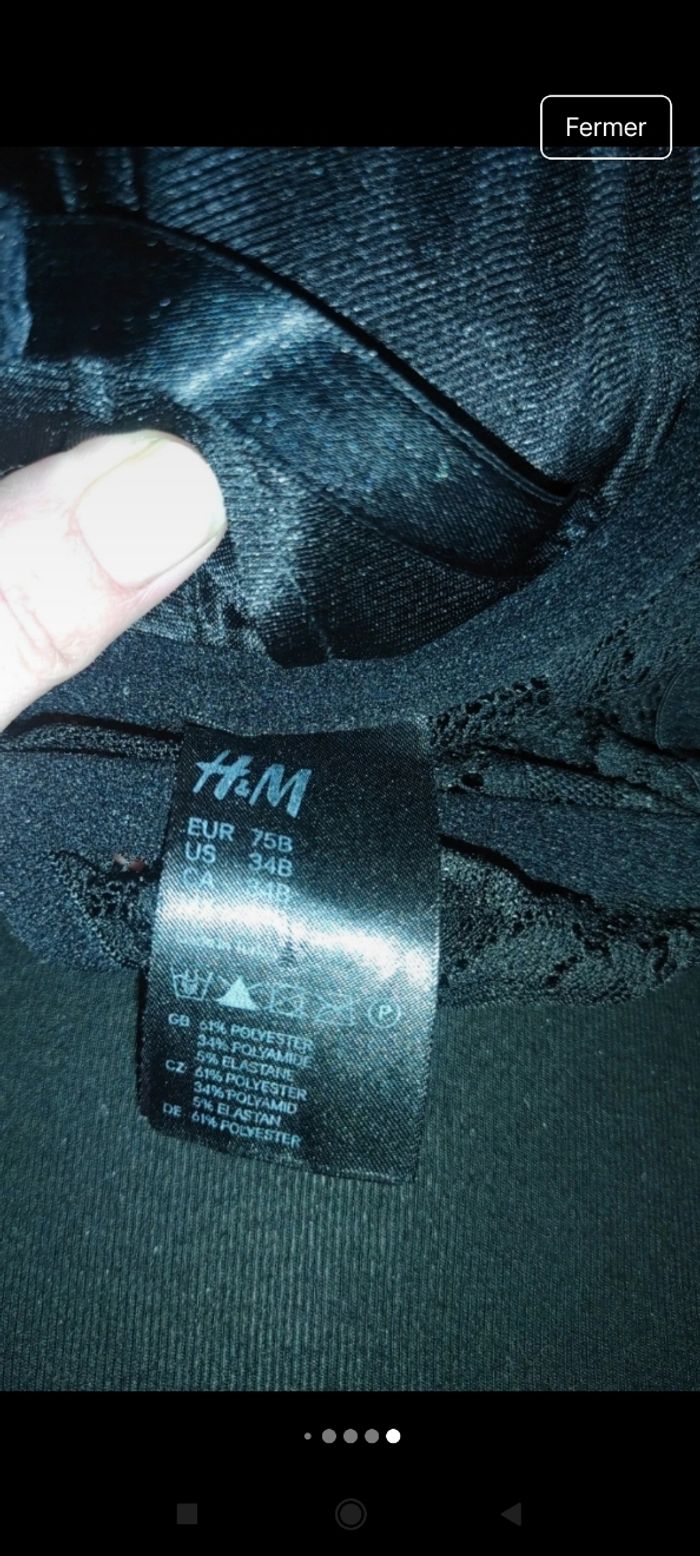 Fermer
H&M
EUR 75B
US 34B
CA 34B
P
GB 61% POLYESTER
34% POLYAMIDE
5% ELASTANE
CZ 61% POLYESTER
34% POLYAMID
5% ELASTAN
DE 61% POLYESTER